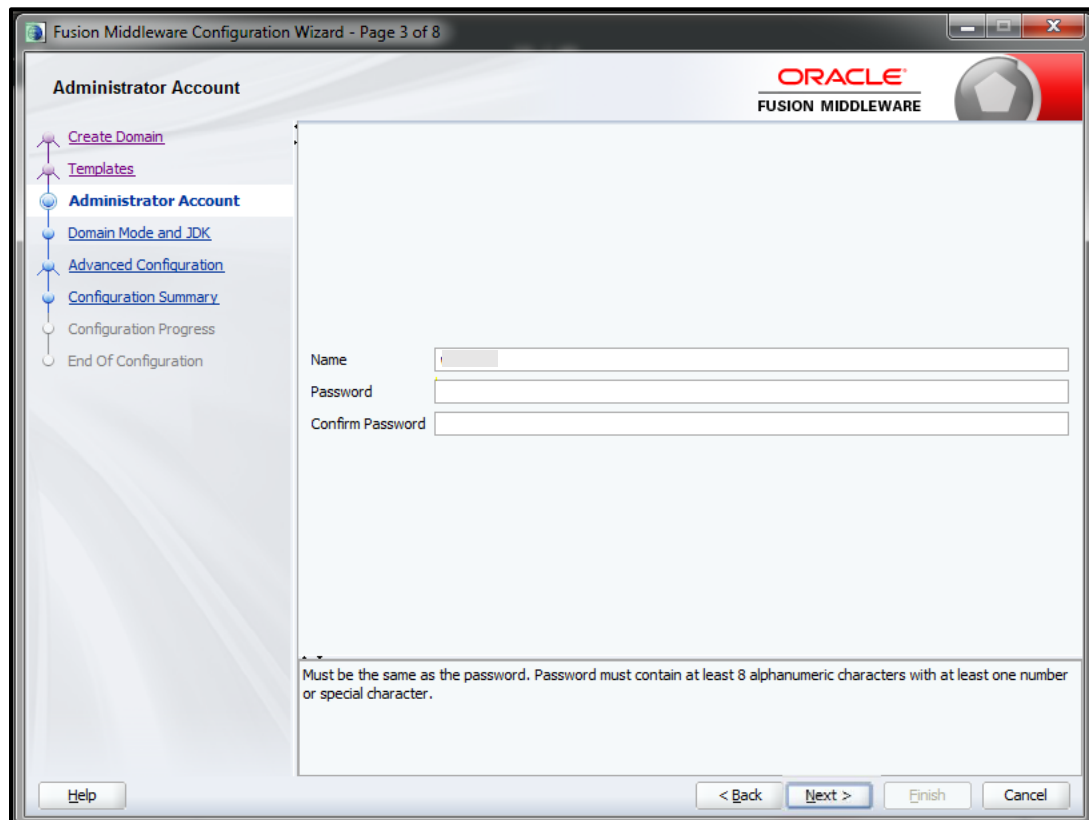 Fusion Middleware Configuration Wizard - Page 3 of 8
Administrator Account
ORACLE
FUSION MIDDLEWARE
Create Domain
Templates
Administrator Account
Domain Mode and JDK
Advanced Configuration
Configuration Summary
Configuration Progress
End Of Configuration
Name
Password
Confirm Password
Must be the same as the password. Password must contain at least 8 alphanumeric characters with at least one number
or special character.
Help
< Back
Next >
Finish
Cancel